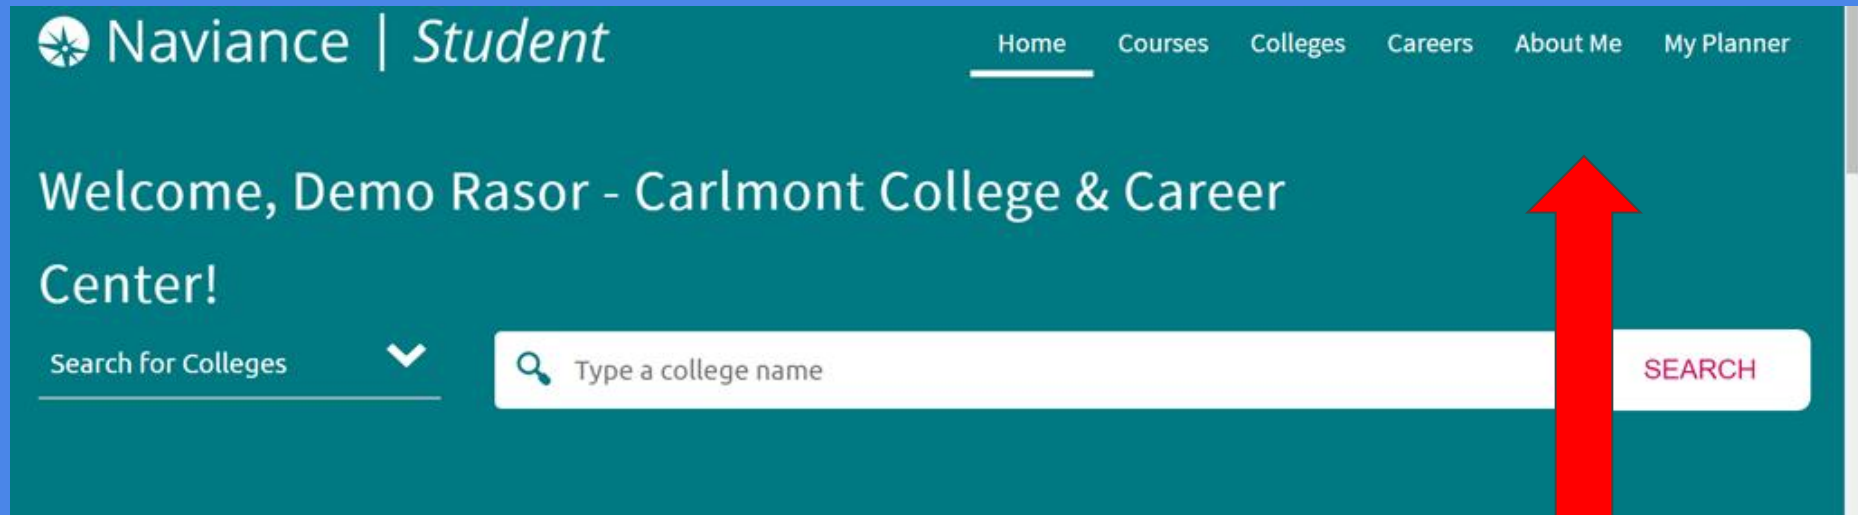 Naviance | Student
Home Courses Colleges Careers About Me My Planner
Welcome, Demo Rasor - Carlmont College & Career
Center!
Search for Colleges
Type a college name
SEARCH